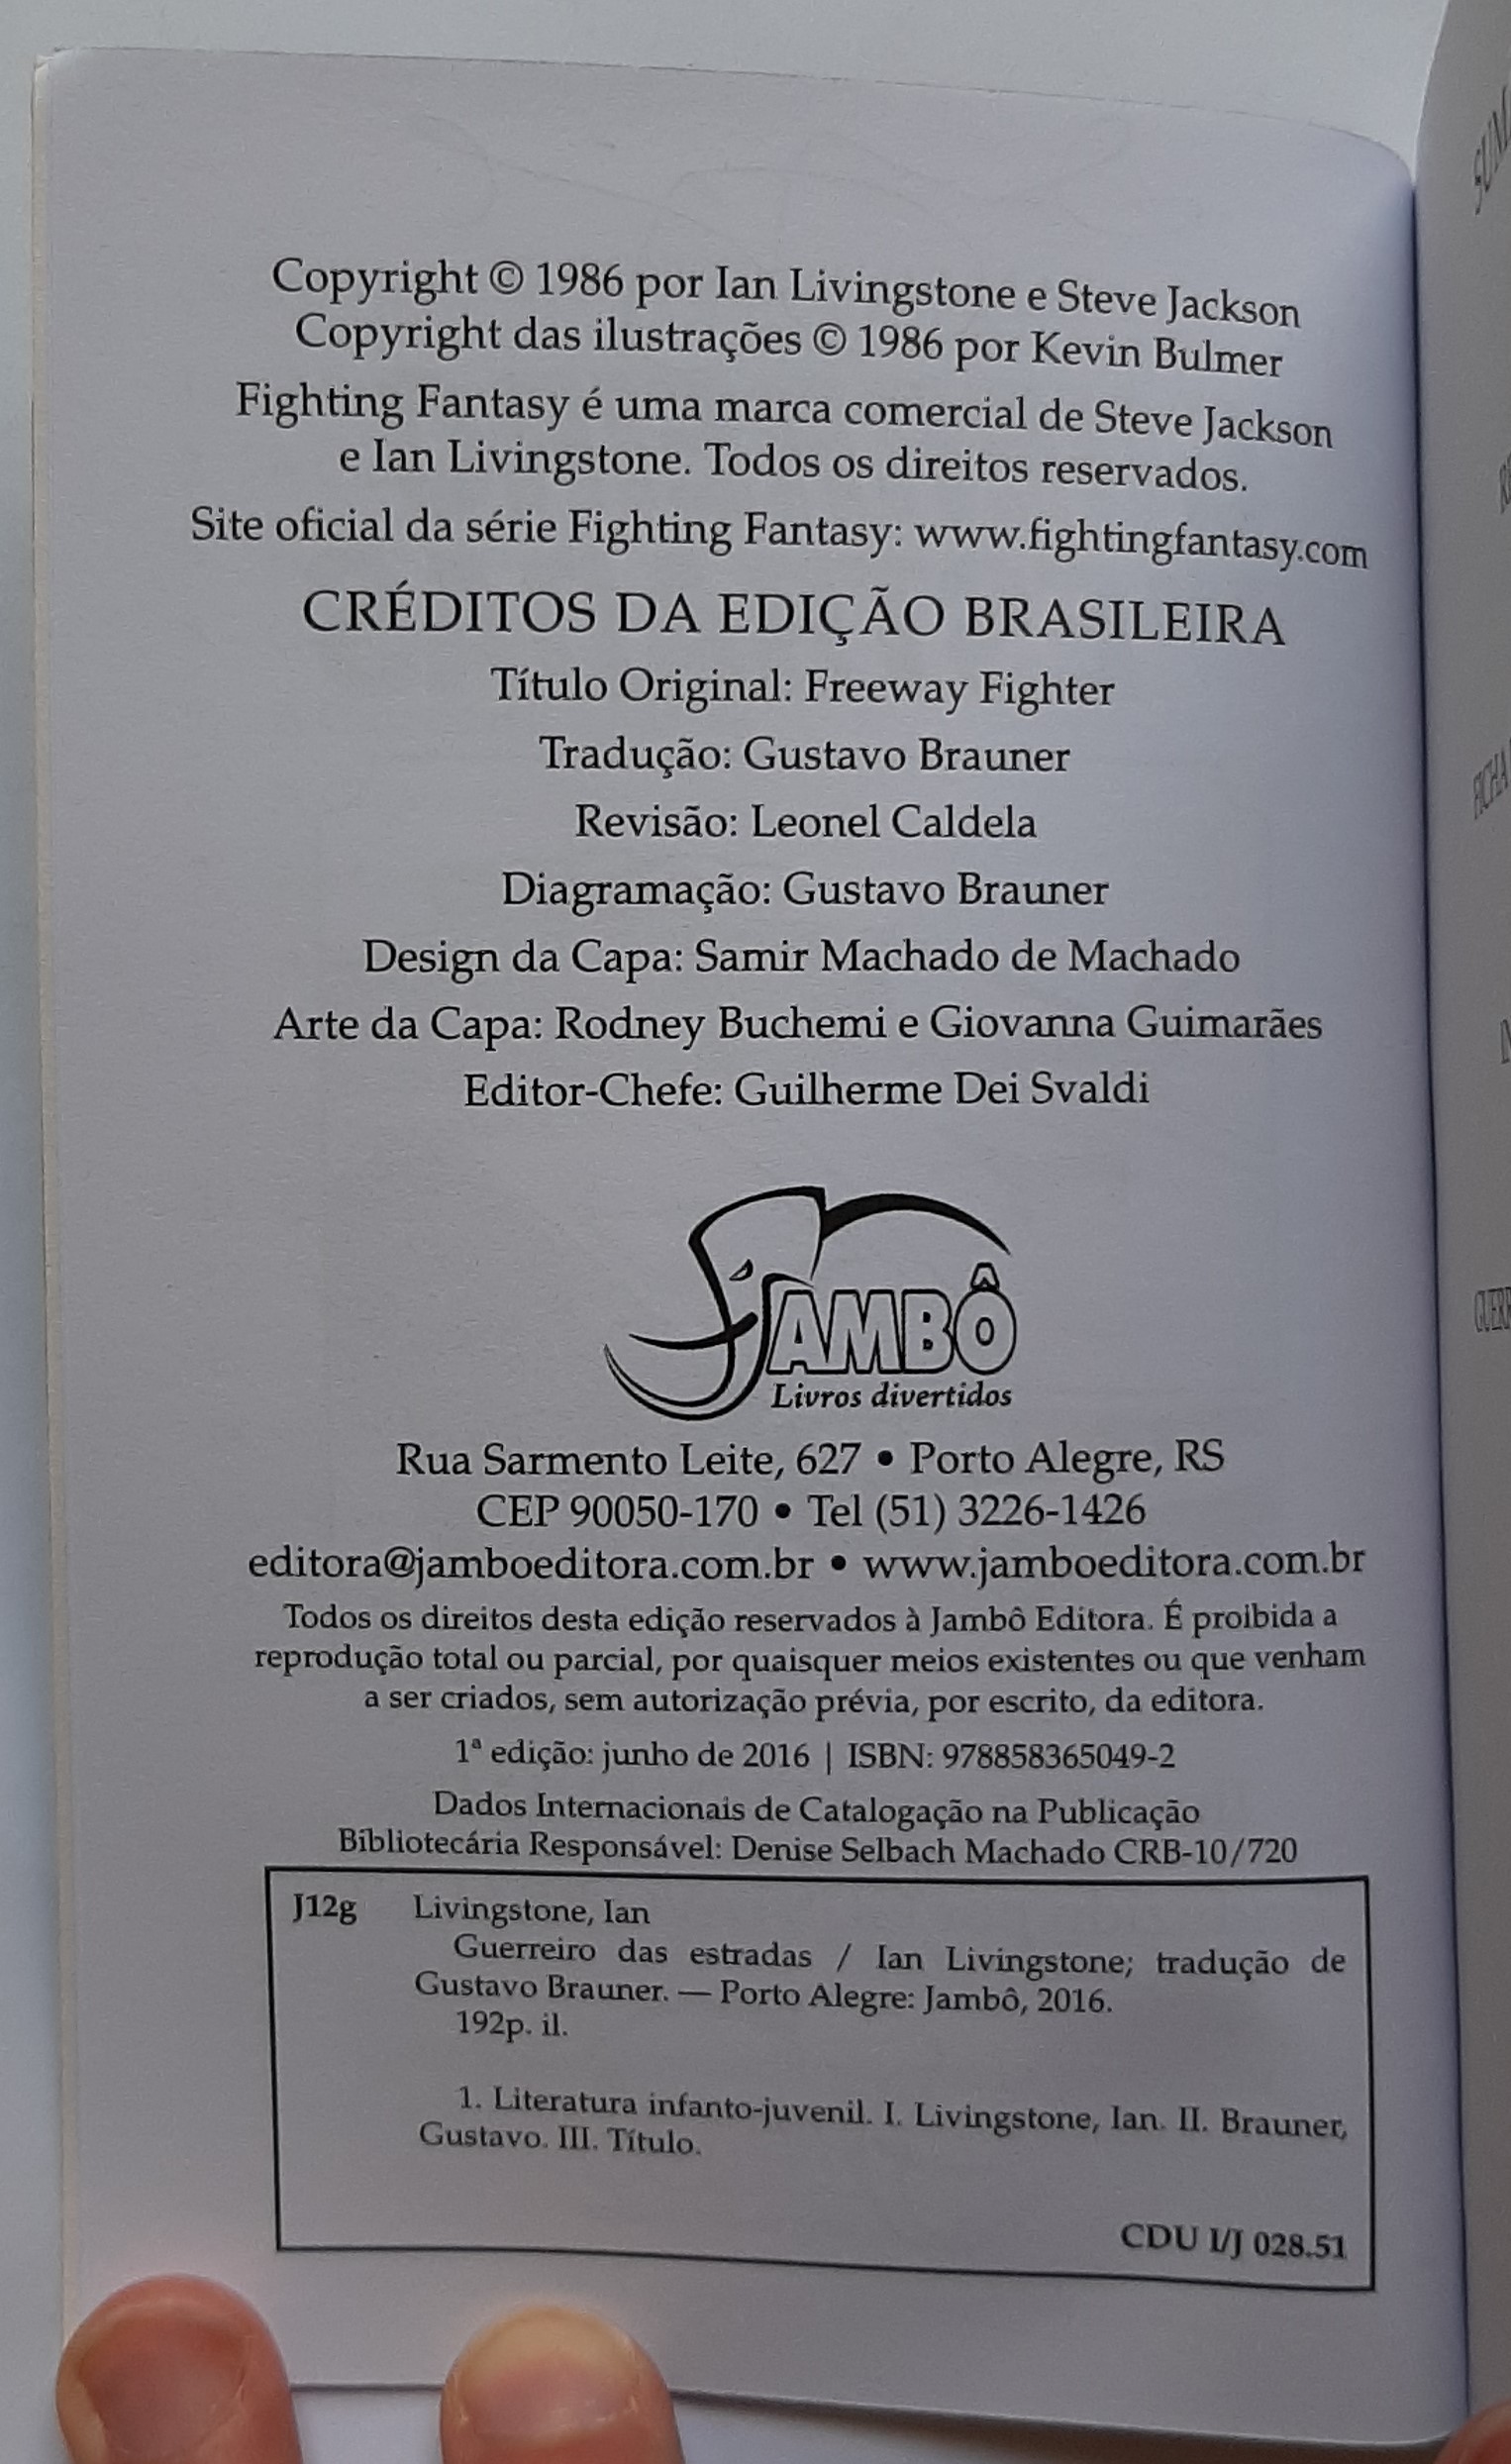 Copyright © 1986 por Ian Livingstone e Steve Jackson
Copyright das ilustrações © 1986 por Kevin Bulmer
Fighting Fantasy é uma marca comercial de Steve Jackson
e Ian Livingstone. Todos os direitos reservados.
Site oficial da série Fighting Fantasy: www.fightingfantasy.com
CRÉDITOS DA EDIÇÃO BRASILEIRA
Título Original: Freeway Fighter
Tradução: Gustavo Brauner
Revisão: Leonel Caldela
Diagramação: Gustavo Brauner
Design da Capa: Samir Machado de Machado
Arte da Capa: Rodney Buchemi e Giovanna Guimarães
Editor-Chefe: Guilherme Dei Svaldi
JAMBÔ
Livros divertidos
Rua Sarmento Leite, 627 • Porto Alegre, RS
CEP 90050-170 • Tel (51) 3226-1426
editora@jamboeditora.com.br • www.jamboeditora.com.br
Todos os direitos desta edição reservados à Jambô Editora. É proibida a
reprodução total ou parcial, por quaisquer meios existentes ou que venham
a ser criados, sem autorização prévia, por escrito, da editora.
1ª edição: junho de 2016 | ISBN: 978858365049-2
Dados Internacionais de Catalogação na Publicação
Bibliotecária Responsável: Denise Selbach Machado CRB-10/720
J12g Livingstone, Ian
Guerreiro das estradas / Ian Livingstone; tradução de
Gustavo Brauner. — Porto Alegre: Jambô, 2016.
192p. il.
1. Literatura infanto-juvenil. I. Livingstone, Ian. II. Brauner,
Gustavo. III. Título.
CDU I/J 028.51